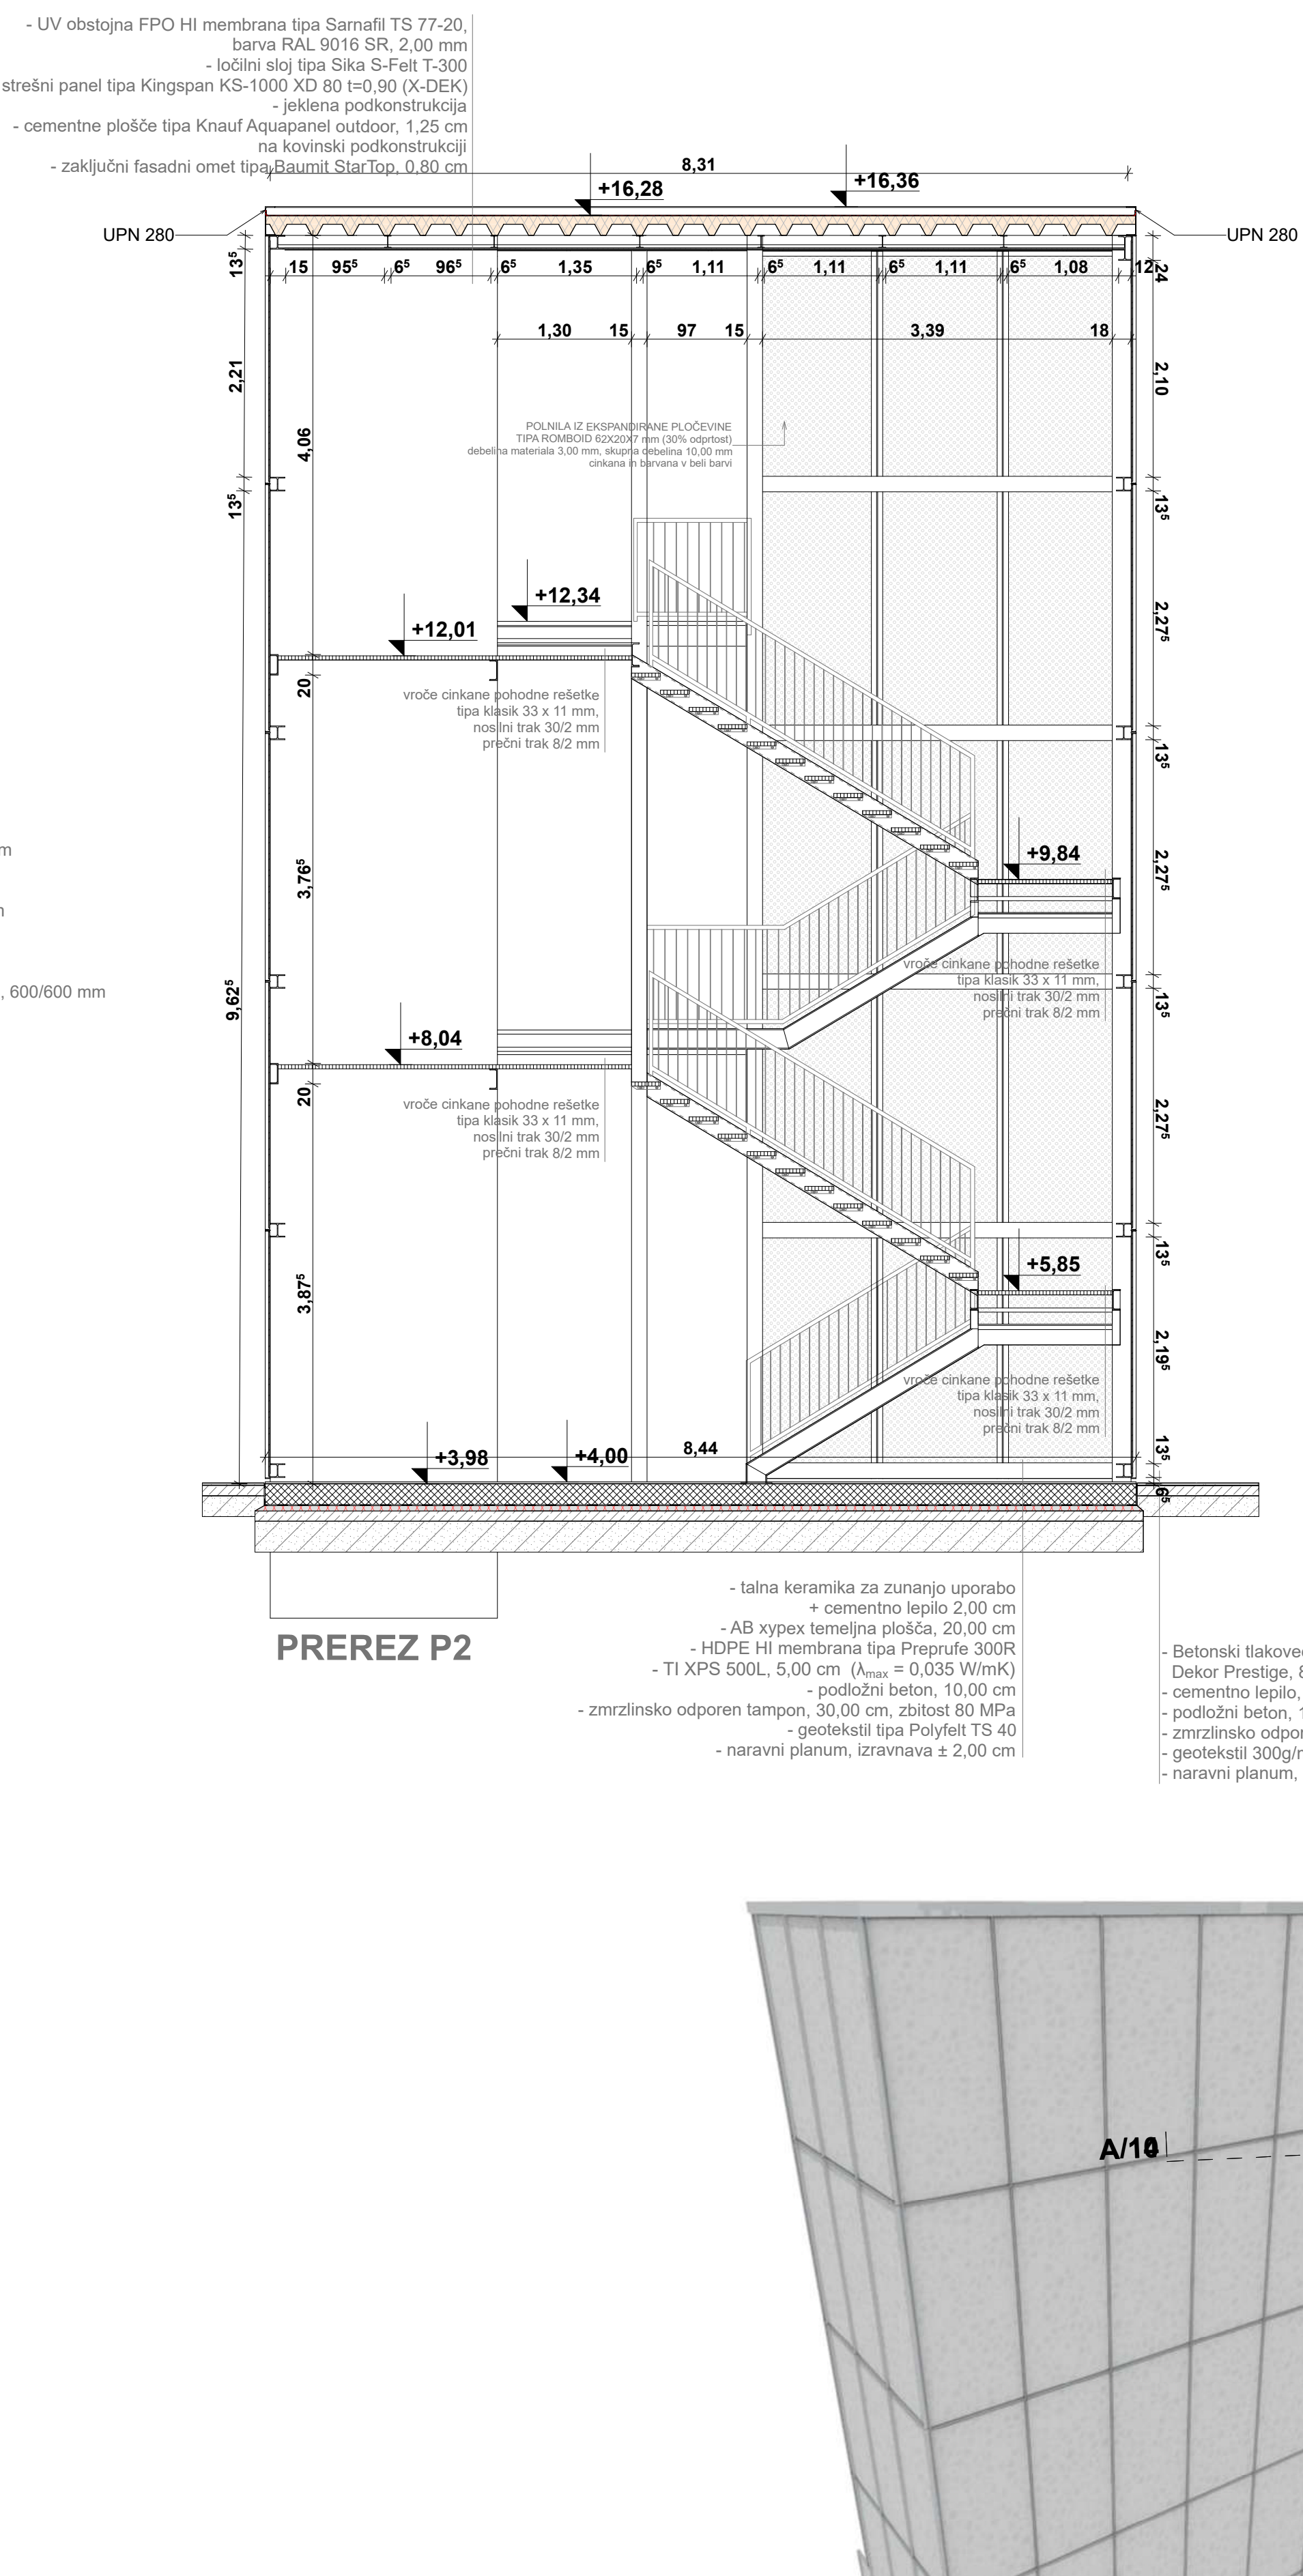 - UV obstojna FPO HI membrana tipa Sarnafil TS 77-20,
barva RAL 9016 SR, 2,00 mm
- ločilni sloj tipa Sika S-Felt T-300
strešni panel tipa Kingspan KS-1000 XD 80 t=0,90 (X-DEK)
- jeklena podkonstrukcija
- cementne plošče tipa Knauf Aquapanel outdoor, 1,25 cm
na kovinski podkonstrukciji
- zaključni fasadni omet tipa Baumit StarTop, 0,80 cm
8,31
+16,28
+16,36
UPN 280
UPN 280
13⁵
15 95⁵ 6⁵ 96⁵ 6⁵ 1,35 6⁵ 1,11 6⁵ 1,11 6⁵ 1,11 6⁵ 1,08 12
24
1,30 15 97 15 3,39 18
2,21
2,10
4,06
POLNILA IZ EKSPANDIRANE PLOČEVINE
TIPA ROMBOID 62X20X7 mm (30% odprtost)
debelina materiala 3,00 mm, skupna debelina 10,00 mm
cinkana in barvana v beli barvi
13⁵
13⁵
+12,34
+12,01
2,27⁵
20
vroče cinkane pohodne rešetke
tipa klasik 33 x 11 mm,
nosilni trak 30/2 mm
prečni trak 8/2 mm
13⁵
m
+9,84
3,76⁵
2,27⁵
vroče cinkane pohodne rešetke
tipa klasik 33 x 11 mm,
nosilni trak 30/2 mm
prečni trak 8/2 mm
, 600/600 mm
9,62⁵
13⁵
+8,04
20
vroče cinkane pohodne rešetke
tipa klasik 33 x 11 mm,
nosilni trak 30/2 mm
prečni trak 8/2 mm
2,27⁵
13⁵
+5,85
3,87⁵
2,19⁵
vroče cinkane pohodne rešetke
tipa klasik 33 x 11 mm,
nosilni trak 30/2 mm
prečni trak 8/2 mm
+3,98
+4,00
8,44
13⁵
6⁵
- talna keramika za zunanjo uporabo
+ cementno lepilo 2,00 cm
- AB xypex temeljna plošča, 20,00 cm
- HDPE HI membrana tipa Preprufe 300R
- TI XPS 500L, 5,00 cm (λmax = 0,035 W/mK)
- podložni beton, 10,00 cm
- zmrzlinsko odporen tampon, 30,00 cm, zbitost 80 MPa
- geotekstil tipa Polyfelt TS 40
- naravni planum, izravnava ± 2,00 cm
PREREZ P2
- Betonski tlakove
Dekor Prestige,
- cementno lepilo,
- podložni beton,
- zmrzlinsko odpo
- geotekstil 300g/
- naravni planum,